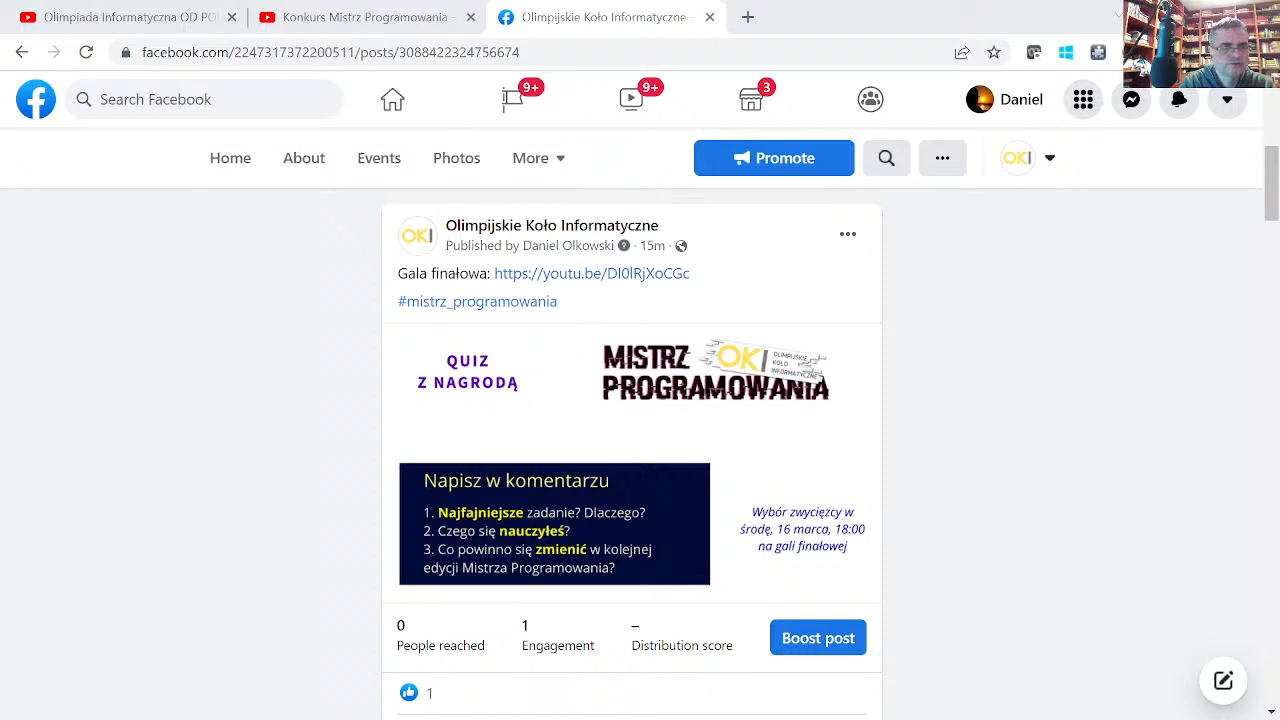 Olimpiada Informatyczna OD PO
Konkurs Mistrz Programowania -
Olimpijskie Koło Informatyczne -
facebook.com/2247317372200511/posts/3088422324756674
Search Facebook
9+
9+
3
Daniel
Home
About
Events
Photos
More
Promote
OKI
OKI
Olimpijskie Koło Informatyczne
Published by Daniel Olkowski · 15m ·
Gala finałowa: https://youtu.be/DI0lRjXoCGc
#mistrz_programowania
QUIZ
Z NAGRODĄ
MISTRZ
PROGRAMOWANIA
OKI
OLIMPIJSKIE
KOŁO
INFORMATYCZNE
Napisz w komentarzu
1. Najfajniejsze zadanie? Dlaczego?
2. Czego się nauczyłeś?
3. Co powinno się zmienić w kolejnej
edycji Mistrza Programowania?
Wybór zwycięzcy w
środę, 16 marca, 18:00
na gali finałowej
0
People reached
1
Engagement
–
Distribution score
Boost post
1